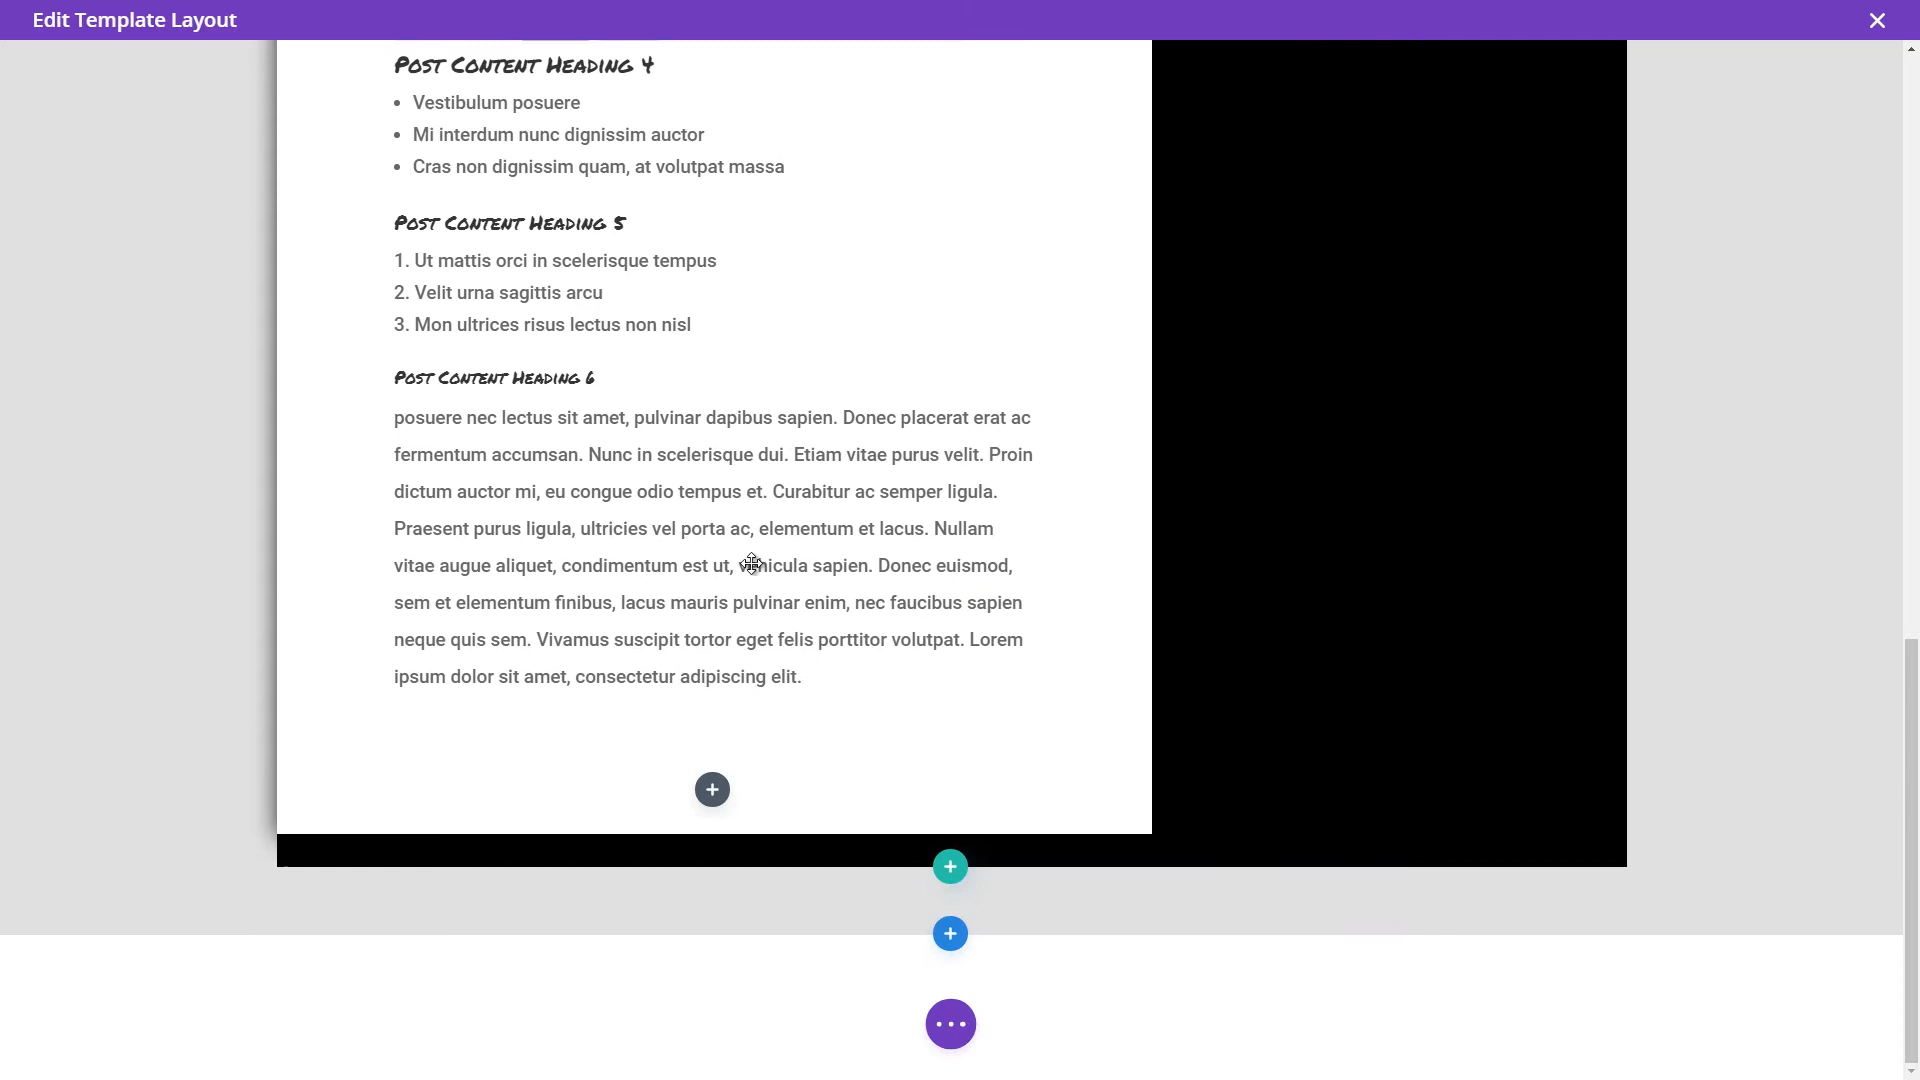 Edit Template Layout
Post Content Heading 4
• Vestibulum posuere
• Mi interdum nunc dignissim auctor
• Cras non dignissim quam, at volutpat massa
Post Content Heading 5
1. Ut mattis orci in scelerisque tempus
2. Velit urna sagittis arcu
3. Mon ultrices risus lectus non nisl
Post Content Heading 6
posuere nec lectus sit amet, pulvinar dapibus sapien. Donec placerat erat ac
fermentum accumsan. Nunc in scelerisque dui. Etiam vitae purus velit. Proin
dictum auctor mi, eu congue odio tempus et. Curabitur ac semper ligula.
Praesent purus ligula, ultricies vel porta ac, elementum et lacus. Nullam
vitae augue aliquet, condimentum est ut, vehicula sapien. Donec euismod,
sem et elementum finibus, lacus mauris pulvinar enim, nec faucibus sapien
neque quis sem. Vivamus suscipit tortor eget felis porttitor volutpat. Lorem
ipsum dolor sit amet, consectetur adipiscing elit.